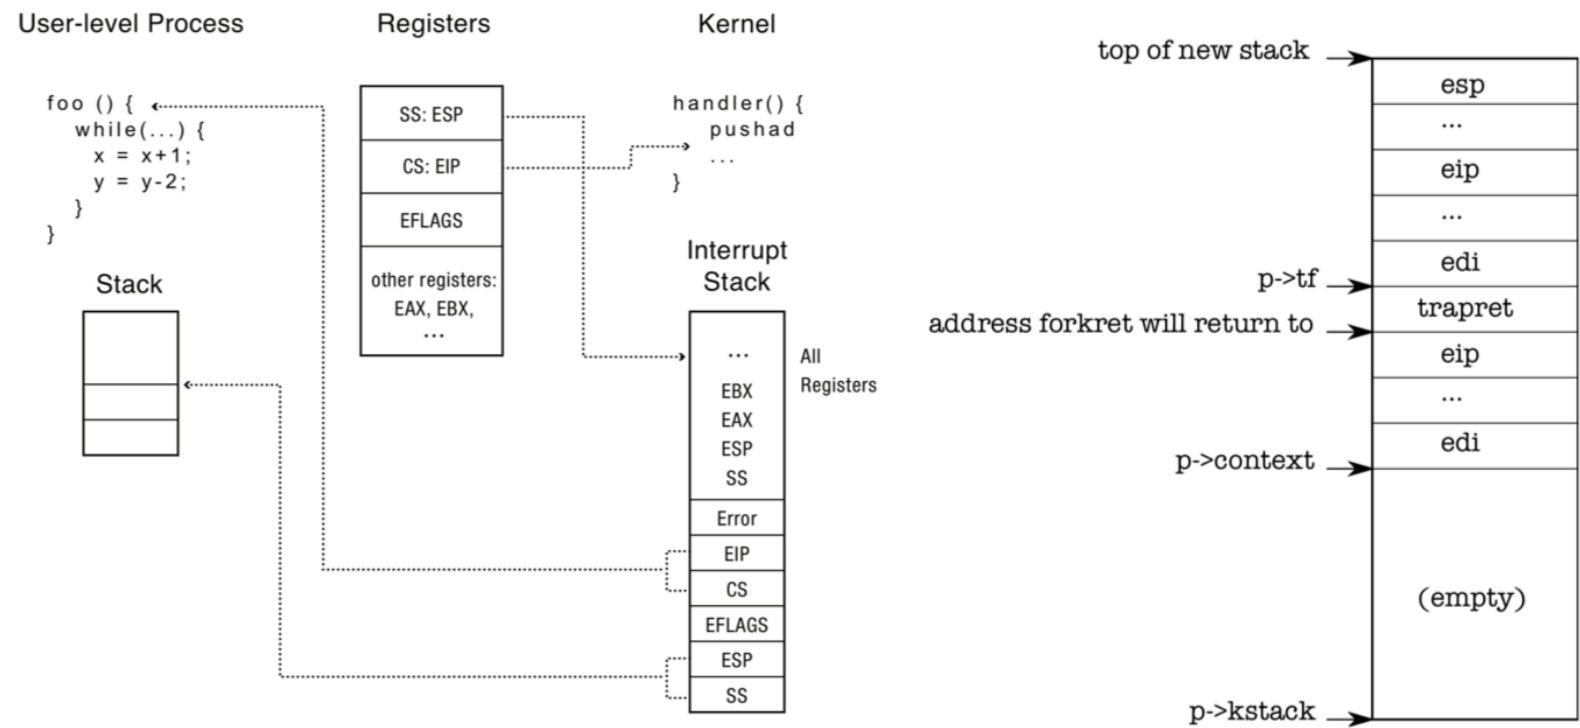 User-level Process
foo () {
while(...) {
x = x+1;
y = y-2;
}
}
Stack
Registers
SS: ESP
CS: EIP
EFLAGS
other registers:
EAX, EBX,
...
Kernel
handler() {
pushad
...
}
Interrupt
Stack
...
EBX
EAX
ESP
SS
Error
EIP
CS
EFLAGS
ESP
SS
All
Registers
top of new stack
esp
...
eip
...
edi
p->tf
trapret
address forkret will return to
eip
...
edi
p->context
(empty)
p->kstack